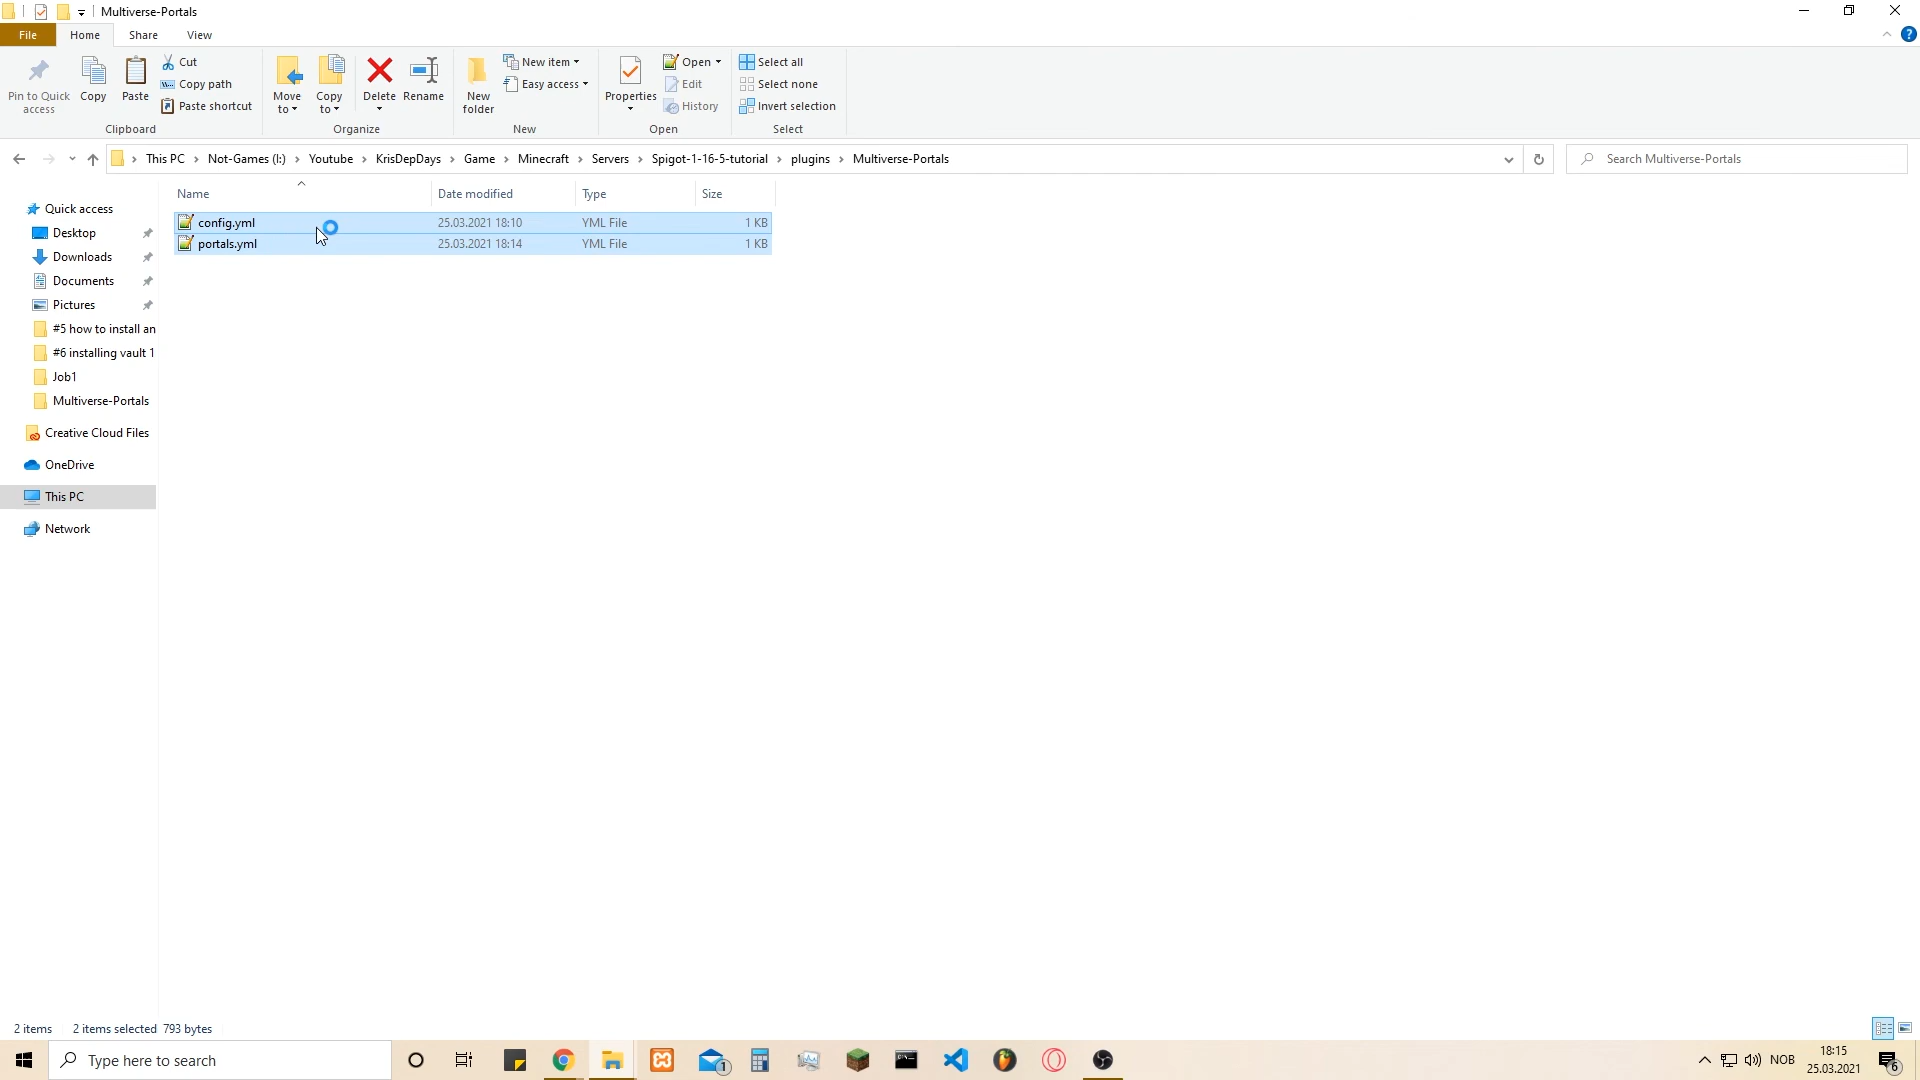 Multiverse-Portals
File Home Share View
Pin to Quick access
Copy
Paste
Cut
Copy path
Paste shortcut
Clipboard
Move to
Copy to
Delete
Rename
Organize
New folder
New item
Easy access
New
Properties
Open
Edit
History
Open
Select all
Select none
Invert selection
Select
This PC Not-Games (I:) Youtube KrisDepDays Game Minecraft Servers Spigot-1-16-5-tutorial plugins Multiverse-Portals
Search Multiverse-Portals
Name Date modified Type Size
config.yml 25.03.2021 18:10 YML File 1 KB
portals.yml 25.03.2021 18:14 YML File 1 KB
Quick access
Desktop
Downloads
Documents
Pictures
#5 how to install an
#6 installing vault 1
Job1
Multiverse-Portals
Creative Cloud Files
OneDrive
This PC
Network
2 items 2 items selected 793 bytes
Type here to search
1
NOB
18:15
25.03.2021
6